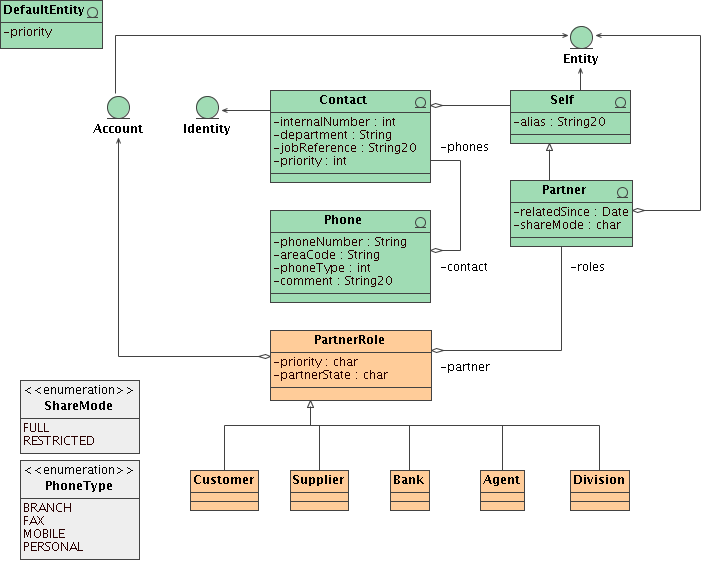 DefaultEntity
-priority
Entity
Account
Identity
Contact
-internalNumber : int
-department : String
-jobReference : String20
-priority : int
Self
-alias : String20
-phones
Partner
-relatedSince : Date
-shareMode : char
Phone
-phoneNumber : String
-areaCode : String
-phoneType : int
-comment : String20
-contact
-roles
PartnerRole
-priority : char
-partnerState : char
-partner
<<enumeration>>
ShareMode
FULL
RESTRICTED
<<enumeration>>
PhoneType
BRANCH
FAX
MOBILE
PERSONAL
Customer
Supplier
Bank
Agent
Division